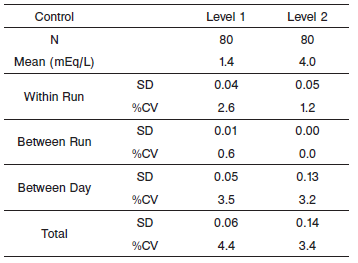 Control Level 1 Level 2
N 80 80
Mean (mEq/L) 1.4 4.0
Within Run SD 0.04 0.05
%CV 2.6 1.2
Between Run SD 0.01 0.00
%CV 0.6 0.0
Between Day SD 0.05 0.13
%CV 3.5 3.2
Total SD 0.06 0.14
%CV 4.4 3.4